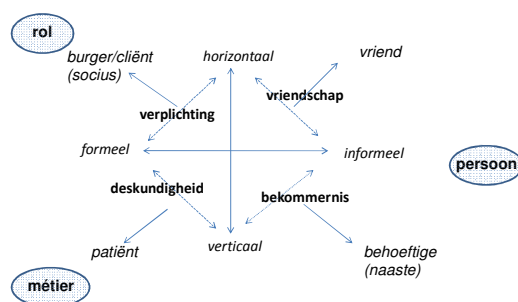 rol
burger/cliënt
(socius)
horizontaal
vriend
vriendschap
verplichting
formeel
informeel
persoon
deskundigheid
bekommernis
patiënt
verticaal
behoeftige
(naaste)
métier